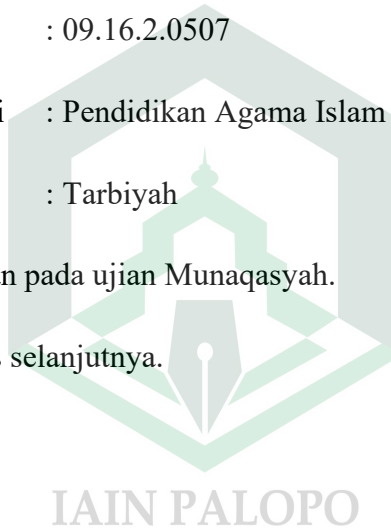 : 09.16.2.0507
i : Pendidikan Agama Islam
: Tarbiyah
n pada ujian Munaqasyah.
selanjutnya.
IAIN PALOPO